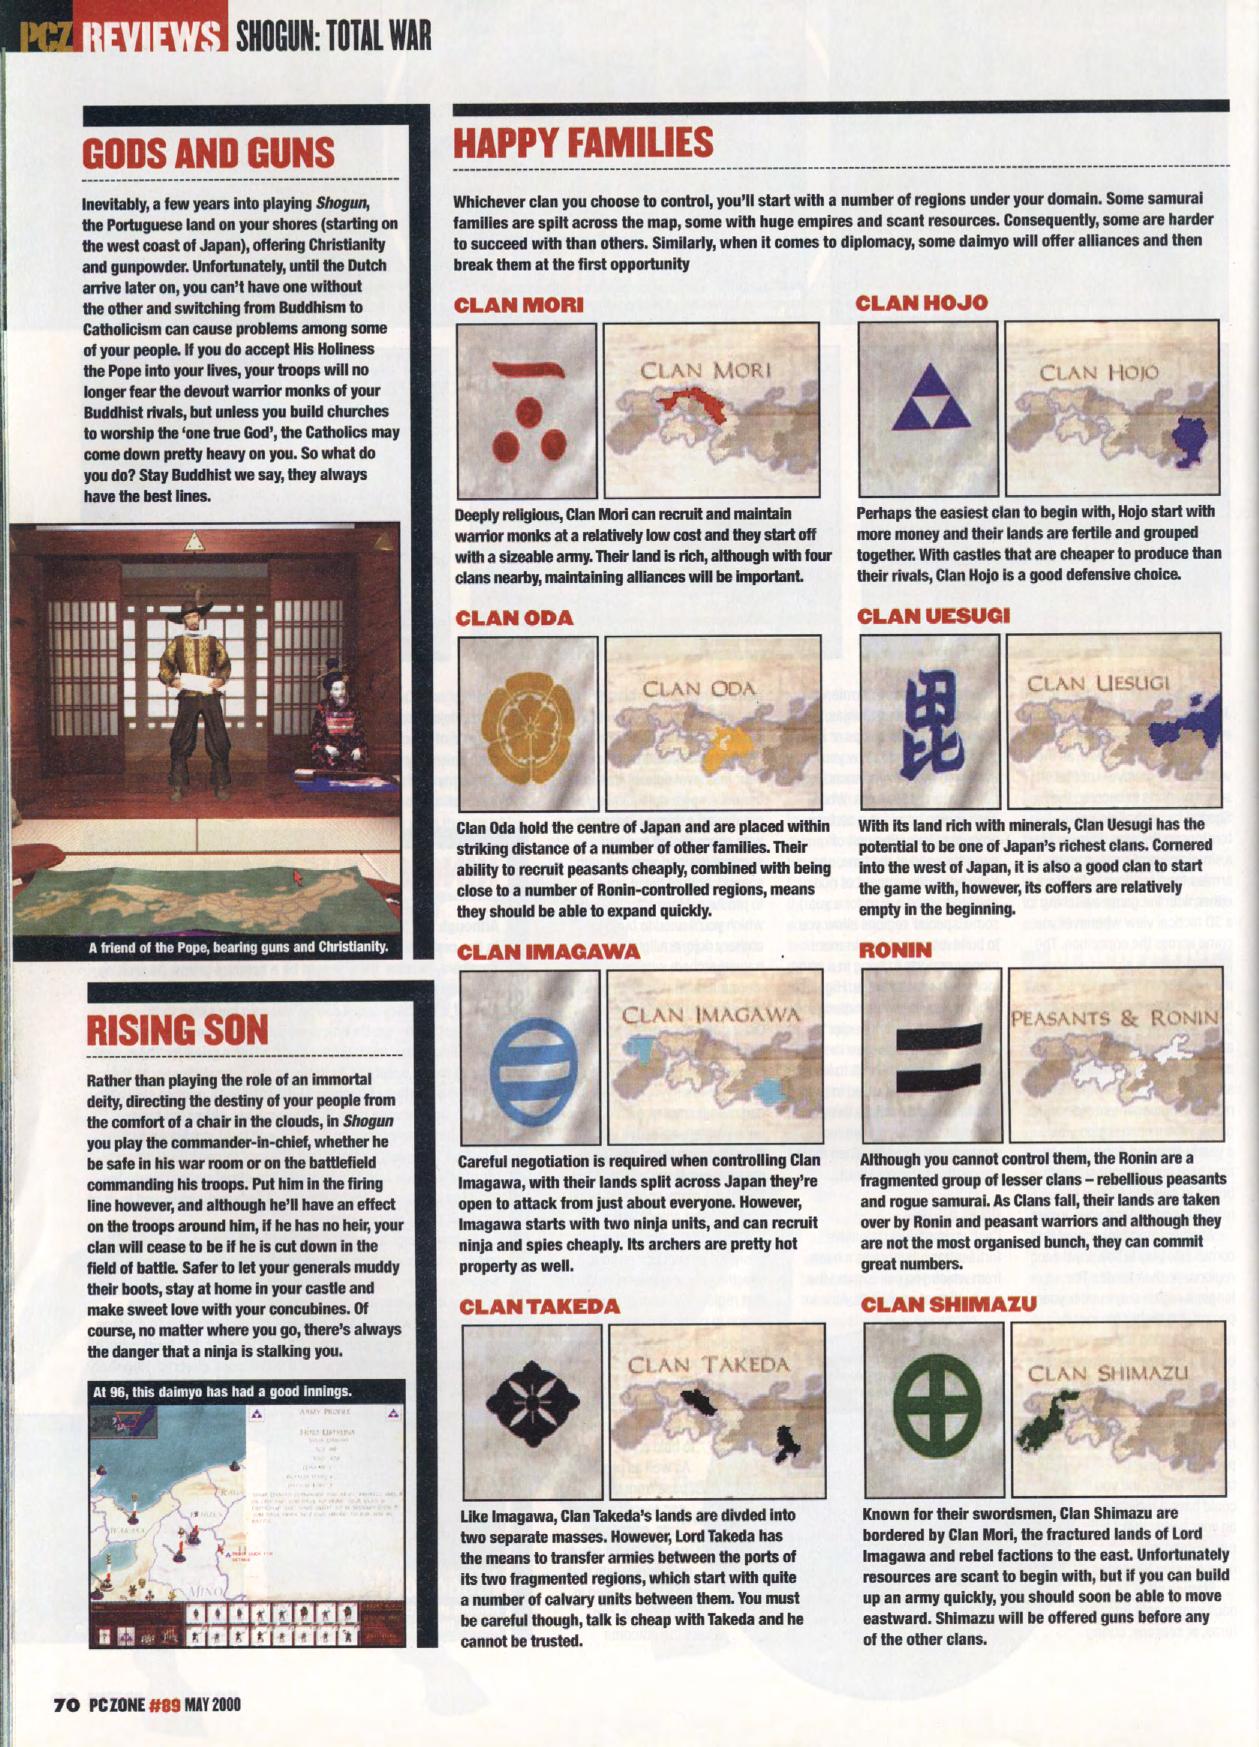 PCZ REVIEWS SHOGUN: TOTAL WAR
GODS AND GUNS
Inevitably, a few years into playing Shogun,
the Portuguese land on your shores (starting on
the west coast of Japan), offering Christianity
and gunpowder. Unfortunately, until the Dutch
arrive later on, you can't have one without
the other and switching from Buddhism to
Catholicism can cause problems among some
of your people. If you do accept His Holiness
the Pope into your lives, your troops will no
longer fear the devout warrior monks of your
Buddhist rivals, but unless you build churches
to worship the 'one true God', the Catholics may
come down pretty heavy on you. So what do
you do? Stay Buddhist we say, they always
have the best lines.
A friend of the Pope, bearing guns and Christianity.
RISING SON
Rather than playing the role of an immortal
deity, directing the destiny of your people from
the comfort of a chair in the clouds, in Shogun
you play the commander-in-chief, whether he
be safe in his war room or on the battlefield
commanding his troops. Put him in the firing
line however, and although he'll have an effect
on the troops around him, if he has no heir, your
clan will cease to be if he is cut down in the
field of battle. Safer to let your generals muddy
their boots, stay at home in your castle and
make sweet love with your concubines. Of
course, no matter where you go, there's always
the danger that a ninja is stalking you.
At 96, this daimyo has had a good innings.
ARMY PROFILE
MINO
HAPPY FAMILIES
Whichever clan you choose to control, you'll start with a number of regions under your domain. Some samurai
families are spilt across the map, some with huge empires and scant resources. Consequently, some are harder
to succeed with than others. Similarly, when it comes to diplomacy, some daimyo will offer alliances and then
break them at the first opportunity
CLAN MORI
CLAN MORI
Deeply religious, Clan Mori can recruit and maintain
warrior monks at a relatively low cost and they start off
with a sizeable army. Their land is rich, although with four
clans nearby, maintaining alliances will be important.
CLAN ODA
CLAN ODA
Clan Oda hold the centre of Japan and are placed within
striking distance of a number of other families. Their
ability to recruit peasants cheaply, combined with being
close to a number of Ronin-controlled regions, means
they should be able to expand quickly.
CLAN IMAGAWA
CLAN IMAGAWA
Careful negotiation is required when controlling Clan
Imagawa, with their lands split across Japan they're
open to attack from just about everyone. However,
Imagawa starts with two ninja units, and can recruit
ninja and spies cheaply. Its archers are pretty hot
property as well.
CLAN TAKEDA
CLAN TAKEDA
Like Imagawa, Clan Takeda's lands are divded into
two separate masses. However, Lord Takeda has
the means to transfer armies between the ports of
its two fragmented regions, which start with quite
a number of calvary units between them. You must
be careful though, talk is cheap with Takeda and he
cannot be trusted.
CLAN HOJO
CLAN HOJO
Perhaps the easiest clan to begin with, Hojo start with
more money and their lands are fertile and grouped
together. With castles that are cheaper to produce than
their rivals, Clan Hojo is a good defensive choice.
CLAN UESUGI
毘
CLAN UESUGI
With its land rich with minerals, Clan Uesugi has the
potential to be one of Japan's richest clans. Cornered
into the west of Japan, it is also a good clan to start
the game with, however, its coffers are relatively
empty in the beginning.
RONIN
PEASANTS & RONIN
Although you cannot control them, the Ronin are a
fragmented group of lesser clans – rebellious peasants
and rogue samurai. As Clans fall, their lands are taken
over by Ronin and peasant warriors and although they
are not the most organised bunch, they can commit
great numbers.
CLAN SHIMAZU
CLAN SHIMAZU
Known for their swordsmen, Clan Shimazu are
bordered by Clan Mori, the fractured lands of Lord
Imagawa and rebel factions to the east. Unfortunately
resources are scant to begin with, but if you can build
up an army quickly, you should soon be able to move
eastward. Shimazu will be offered guns before any
of the other clans.
70 PC ZONE #89 MAY 2000